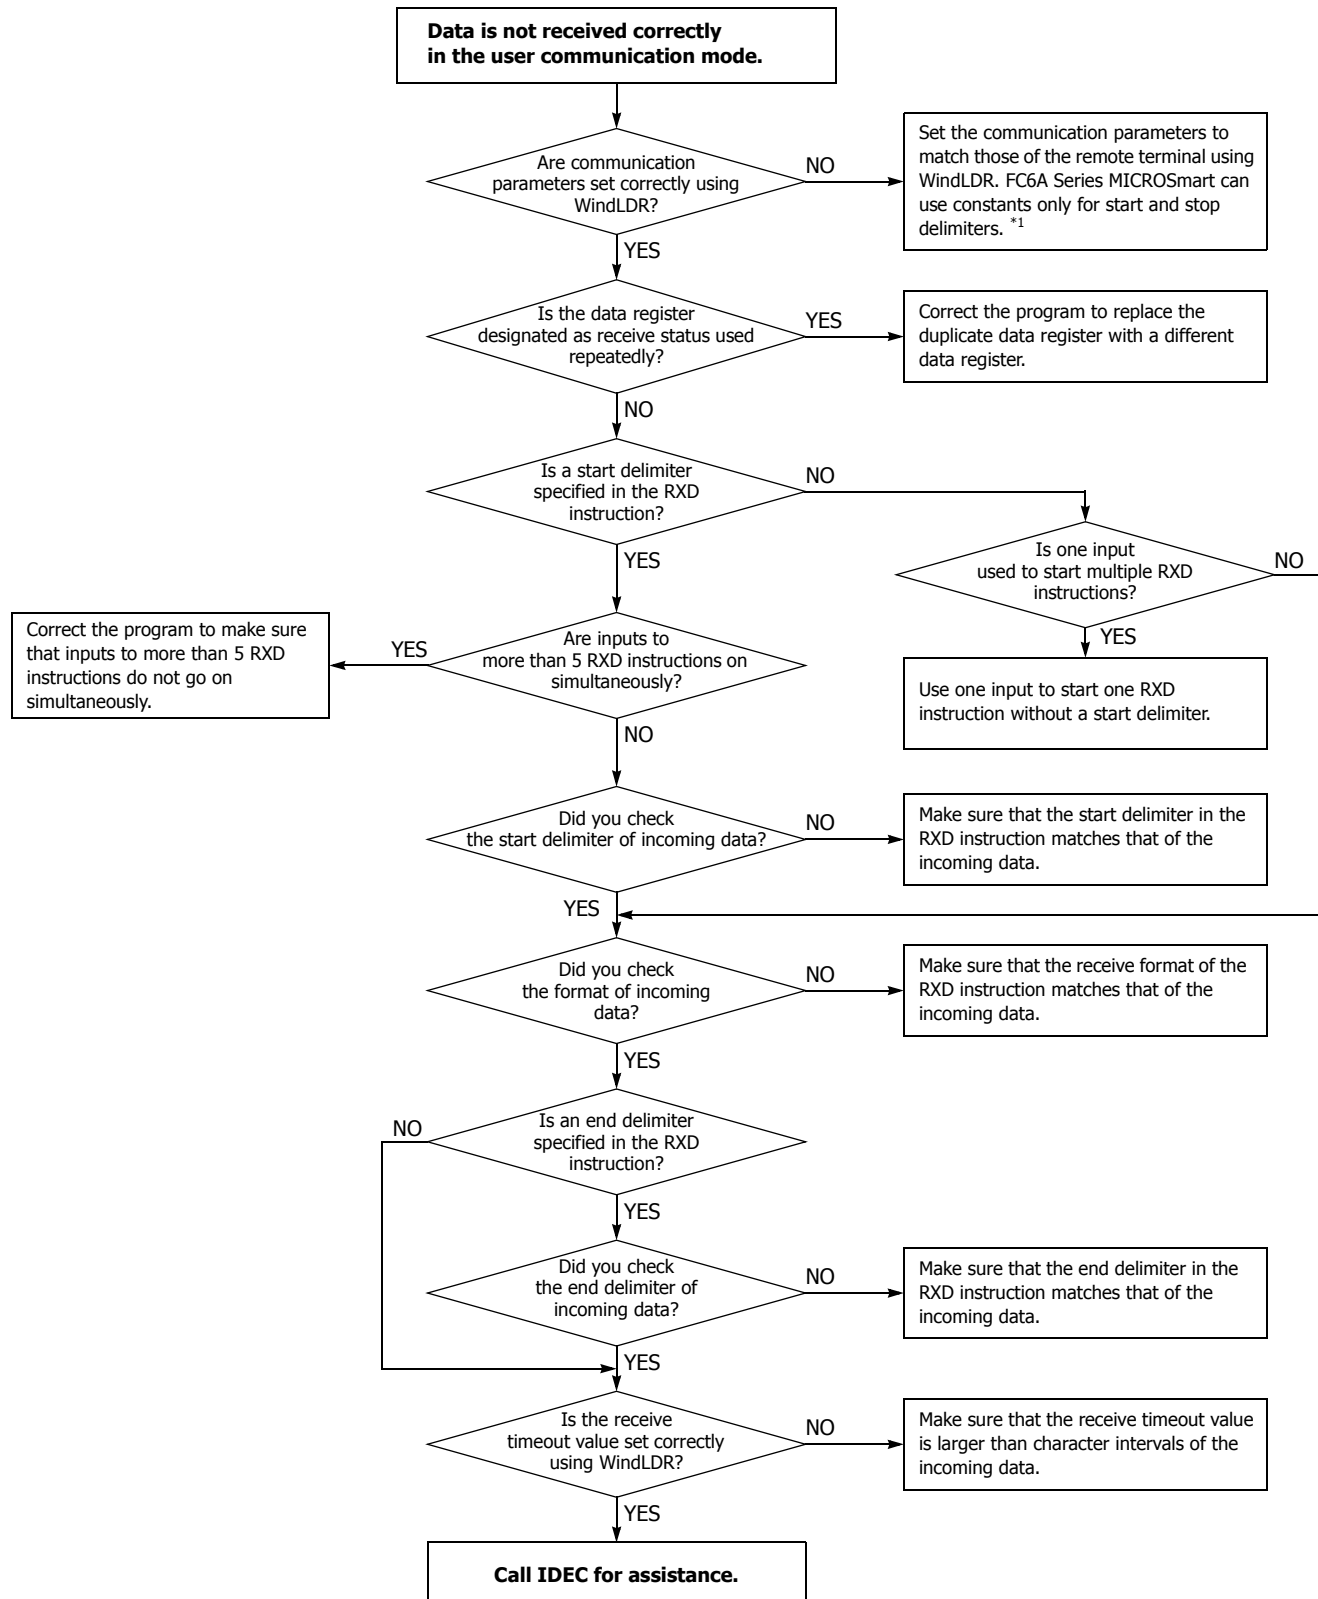 Data is not received correctly
in the user communication mode.
Are communication
parameters set correctly using
WindLDR?
NO
Set the communication parameters to
match those of the remote terminal using
WindLDR. FC6A Series MICROSmart can
use constants only for start and stop
delimiters. *1
YES
Is the data register
designated as receive status used
repeatedly?
YES
Correct the program to replace the
duplicate data register with a different
data register.
NO
Is a start delimiter
specified in the RXD
instruction?
NO
YES
Is one input
used to start multiple RXD
instructions?
NO
YES
Use one input to start one RXD
instruction without a start delimiter.
Are inputs to
more than 5 RXD instructions on
simultaneously?
YES
Correct the program to make sure
that inputs to more than 5 RXD
instructions do not go on
simultaneously.
NO
Did you check
the start delimiter of incoming data?
NO
Make sure that the start delimiter in the
RXD instruction matches that of the
incoming data.
YES
Did you check
the format of incoming
data?
NO
Make sure that the receive format of the
RXD instruction matches that of the
incoming data.
YES
Is an end delimiter
specified in the RXD
instruction?
NO
YES
Did you check
the end delimiter of
incoming data?
NO
Make sure that the end delimiter in the
RXD instruction matches that of the
incoming data.
YES
Is the receive
timeout value set correctly
using WindLDR?
NO
Make sure that the receive timeout value
is larger than character intervals of the
incoming data.
YES
Call IDEC for assistance.